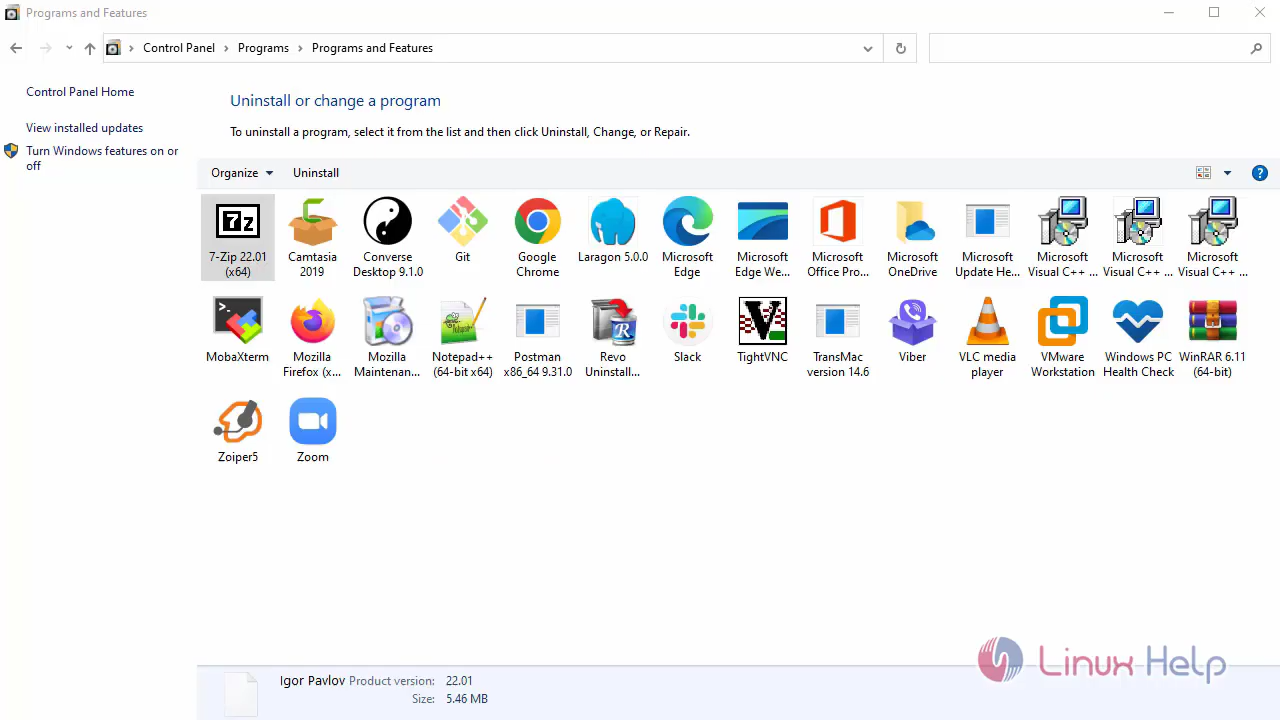 Programs and Features
Control Panel
Programs
Programs and Features
Control Panel Home
View installed updates
Turn Windows features on or
off
Uninstall or change a program
To uninstall a program, select it from the list and then click Uninstall, Change, or Repair.
Organize
Uninstall
?
7z
7-Zip 22.01
(x64)
Camtasia
2019
Converse
Desktop 9.1.0
Git
Google
Chrome
Laragon 5.0.0
Microsoft
Edge
Microsoft
Edge We...
Microsoft
Office Pro...
Microsoft
OneDrive
Microsoft
Update He...
Microsoft
Visual C++ ...
Microsoft
Visual C++ ...
Microsoft
Visual C++ ...
MobaXterm
Mozilla
Firefox (x...
Mozilla
Maintenan...
Notepad++
(64-bit x64)
Postman
x86_64 9.31.0
R
Revo
Uninstall...
Slack
V
TightVNC
TransMac
version 14.6
Viber
VLC media
player
VMware
Workstation
Windows PC
Health Check
WinRAR 6.11
(64-bit)
Zoiper5
Zoom
Igor Pavlov Product version: 22.01
Size: 5.46 MB
Linux Help